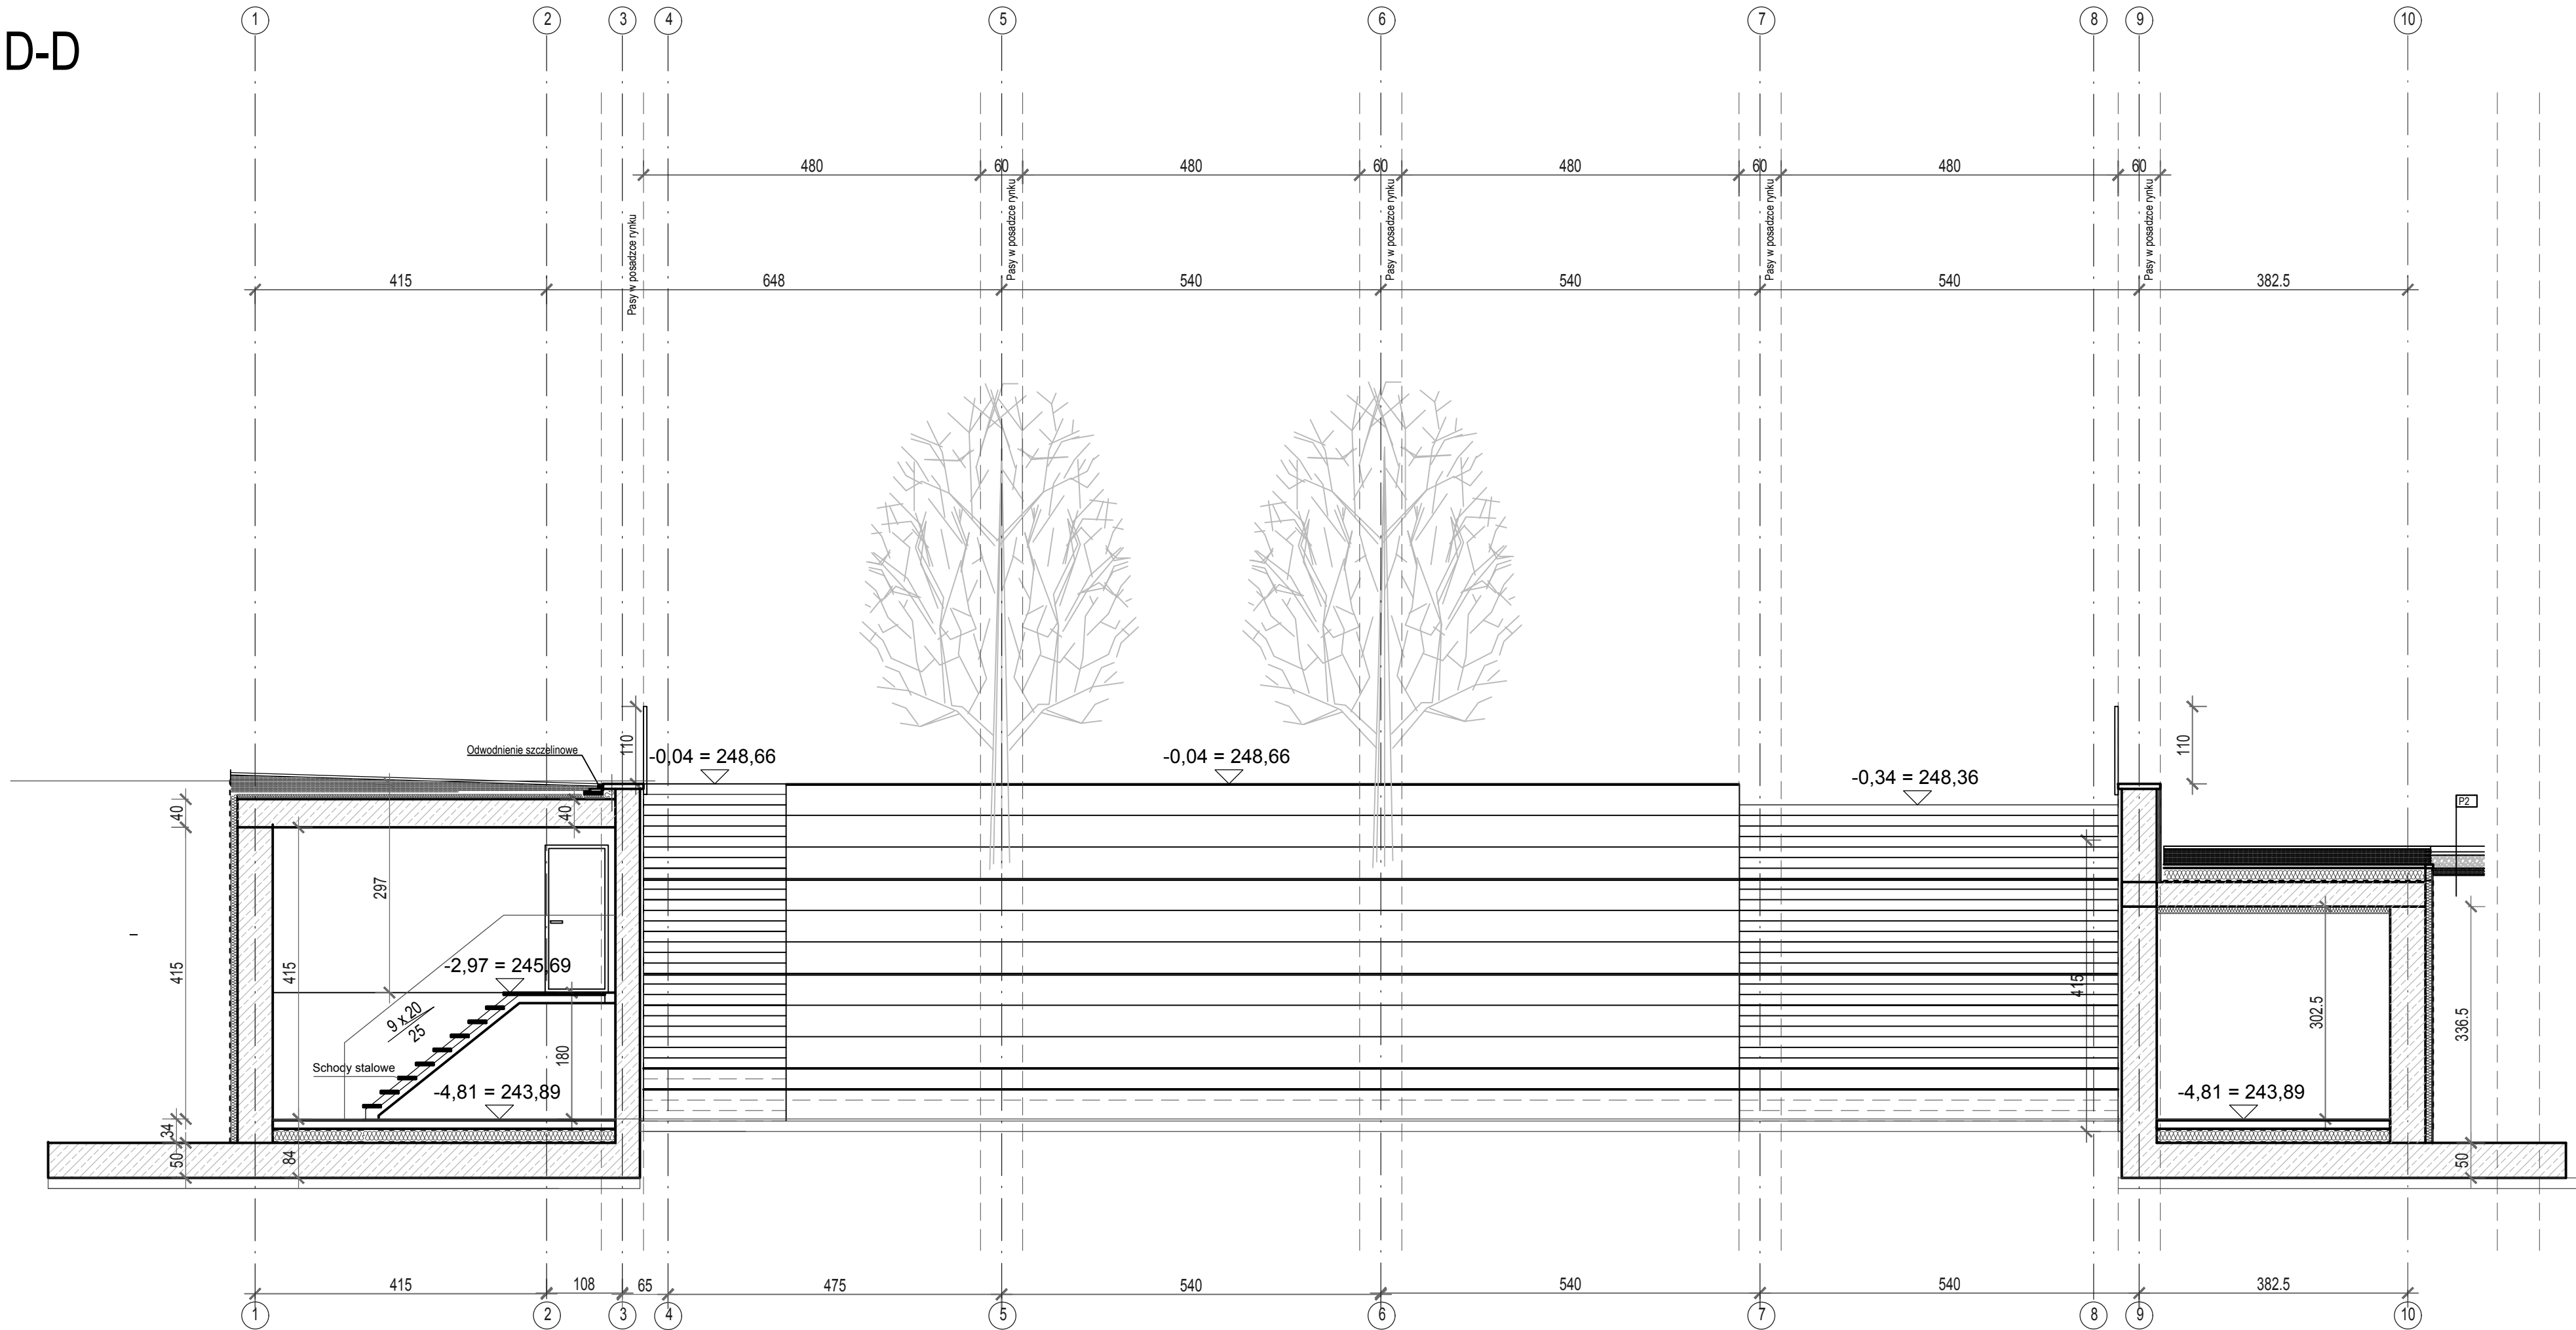 1 2 3 4 5 6 7 8 9 10
D-D
480 60 480 60 480 60 480 60
Pasy w posadzce rynku
Pasy w posadzce rynku
Pasy w posadzce rynku
Pasy w posadzce rynku
Pasy w posadzce rynku
415 648 540 540 540 382.5
Odwodnienie szczelinowe
110
-0,04 = 248,66
-0,04 = 248,66
-0,34 = 248,36
110
40
40
P2
297
415
415
-2,97 = 245,69
415
302.5
336.5
9 x 20
25
180
Schody stalowe
-4,81 = 243,89
-4,81 = 243,89
34
50
84
50
415 108 65 475 540 540 540 382.5
1 2 3 4 5 6 7 8 9 10